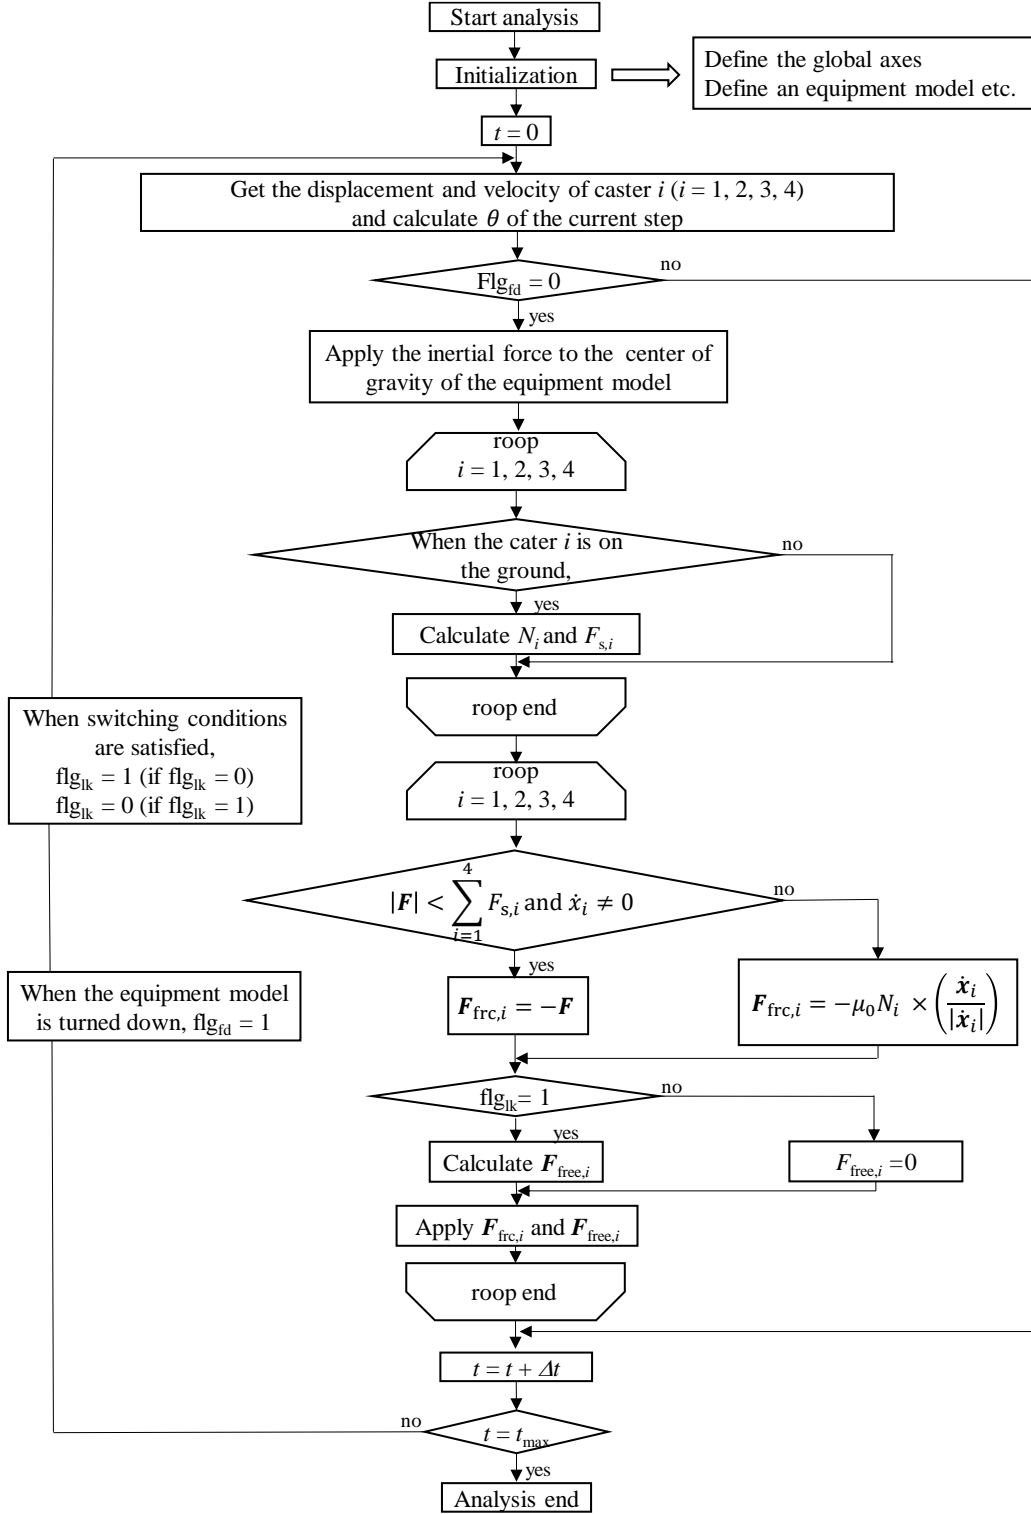 Start analysis
Initialization
Define the global axes
Define an equipment model etc.
t = 0
Get the displacement and velocity of caster i (i = 1, 2, 3, 4)
and calculate θ of the current step
Flg_fd = 0
no
yes
Apply the inertial force to the center of
gravity of the equipment model
roop
i = 1, 2, 3, 4
When the cater i is on
the ground,
no
yes
Calculate N_i and F_s,i
roop end
When switching conditions
are satisfied,
flg_lk = 1 (if flg_lk = 0)
flg_lk = 0 (if flg_lk = 1)
roop
i = 1, 2, 3, 4
|F| < ∑_{i=1}^{4} F_s,i and ẋ_i ≠ 0
no
yes
When the equipment model
is turned down, flg_fd = 1
F_frc,i = −F
F_frc,i = −μ_0 N_i × (ẋ_i / |ẋ_i|)
flg_lk = 1
no
yes
Calculate F_free,i
F_free,i =0
Apply F_frc,i and F_free,i
roop end
t = t + Δt
t = t_max
no
yes
Analysis end